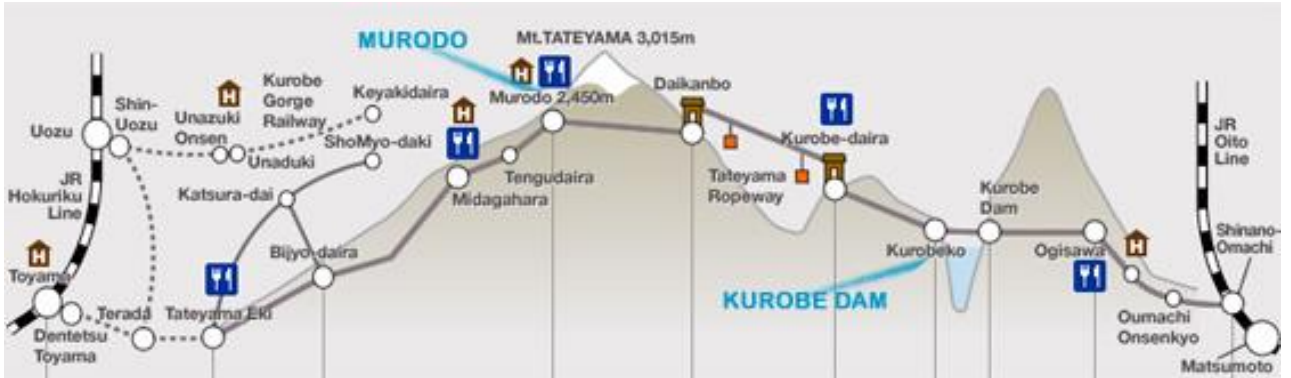 MURODO
Mt.TATEYAMA 3,015m
Murodo 2,450m
Daikanbo
Kurobe
Gorge
Railway
Keyakidaira
Shin-
Uozu
Uozu
Unazuki
Onsen
Unaduki
ShoMyo-daki
Kurobe-daira
JR
Oito
Line
JR
Hokuriku
Line
Katsura-dai
Tengudaira
Midagahara
Tateyama
Ropeway
Kurobe
Dam
Bijyo-daira
Kurobeko
Ogisawa
Shinano-
Omachi
Toyama
KUROBE DAM
Terada
Tateyama Eki
Dentetsu
Toyama
Oumachi
Onsenkyo
Matsumoto
H
H
H
H
H